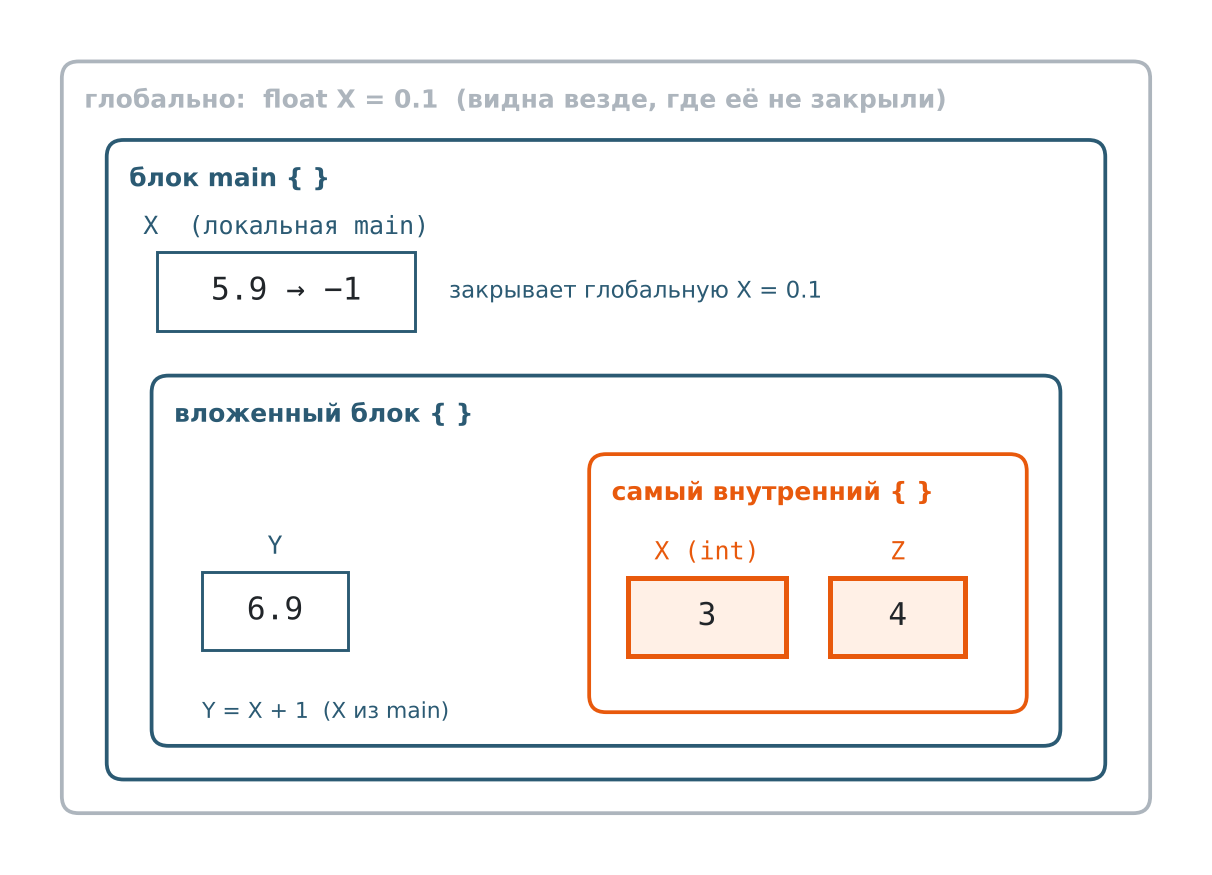 глобально:  float X = 0.1  (видна везде, где её не закрыли)
блок main { }
X  (локальная main)
5.9 → −1
закрывает глобальную X = 0.1
вложенный блок { }
самый внутренний { }
Y
X (int)
Z
6.9
3
4
Y = X + 1  (X из main)